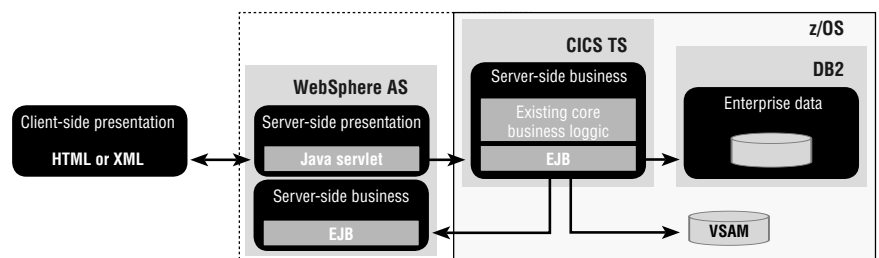 z/OS
CICS TS
DB2
WebSphere AS
Server-side business
Existing core
business loggic
EJB
Enterprise data
Client-side presentation
HTML or XML
Server-side presentation
Java servlet
Server-side business
EJB
VSAM